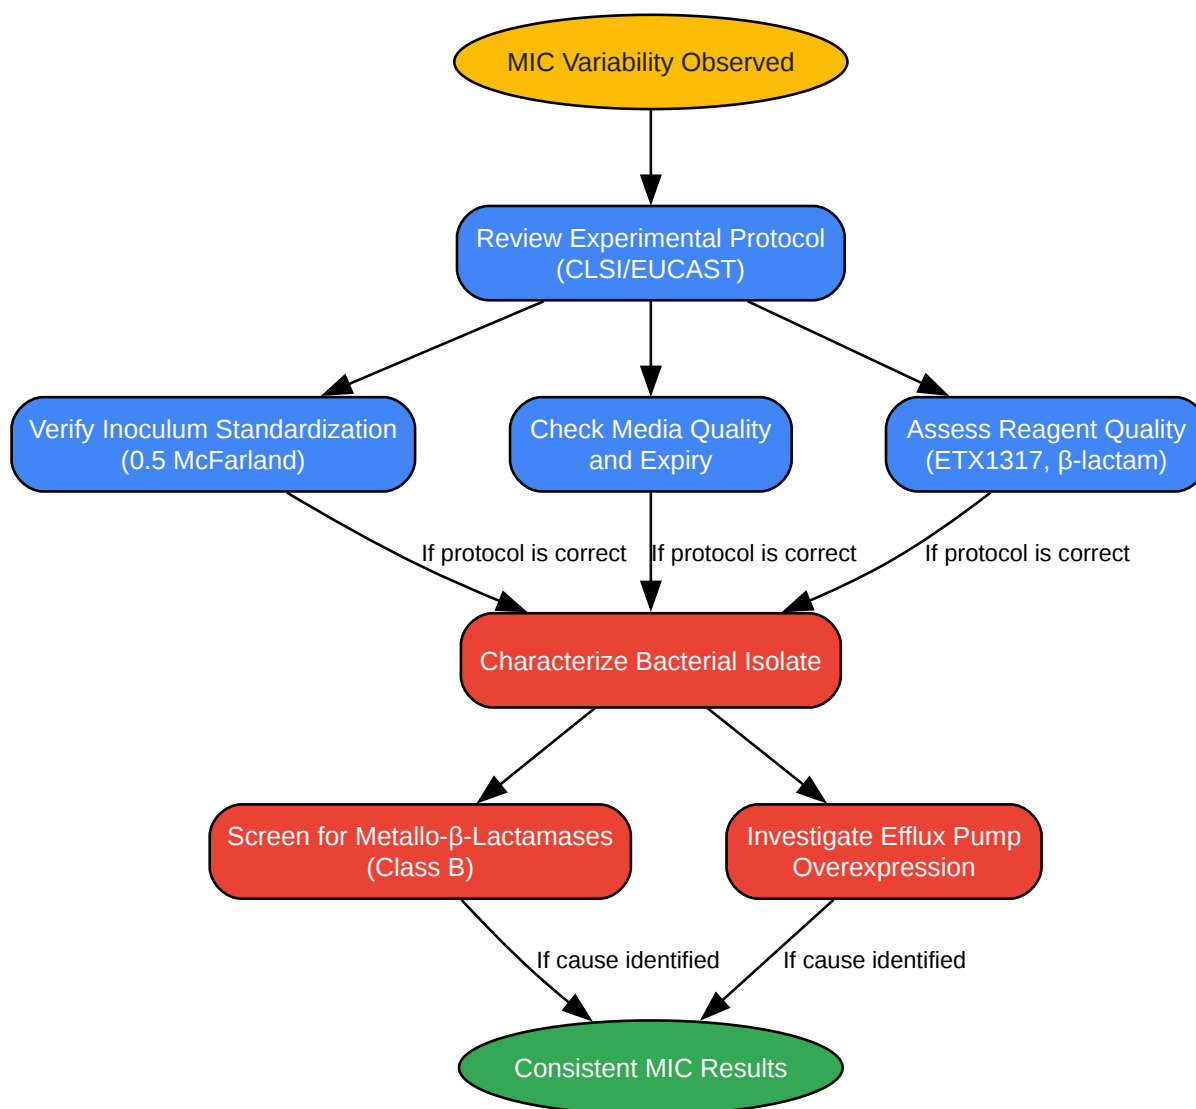 MIC Variability Observed
Review Experimental Protocol
(CLSI/EUCAST)
Verify Inoculum Standardization
(0.5 McFarland)
Check Media Quality
and Expiry
Assess Reagent Quality
(ETX1317, β-lactam)
If protocol is correct
If protocol is correct
If protocol is correct
Characterize Bacterial Isolate
Screen for Metallo-β-Lactamases
(Class B)
Investigate Efflux Pump
Overexpression
If cause identified
If cause identified
Consistent MIC Results